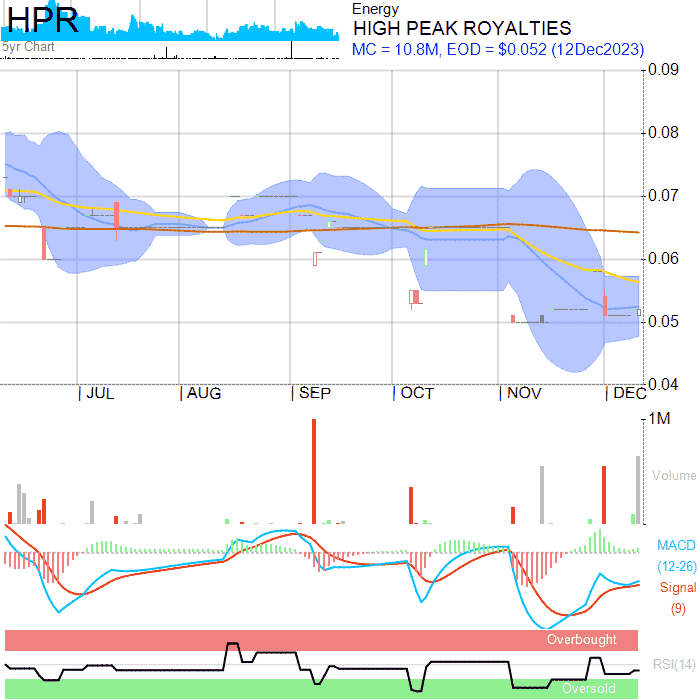 HPR
5yr Chart
Energy
HIGH PEAK ROYALTIES
MC = 10.8M, EOD = $0.052 (12Dec2023)
0.09
0.08
0.07
0.06
0.05
0.04
JUL
AUG
SEP
OCT
NOV
DEC
1M
Volume
MACD
(12-26)
Signal
(9)
Overbought
RSI(14)
Oversold